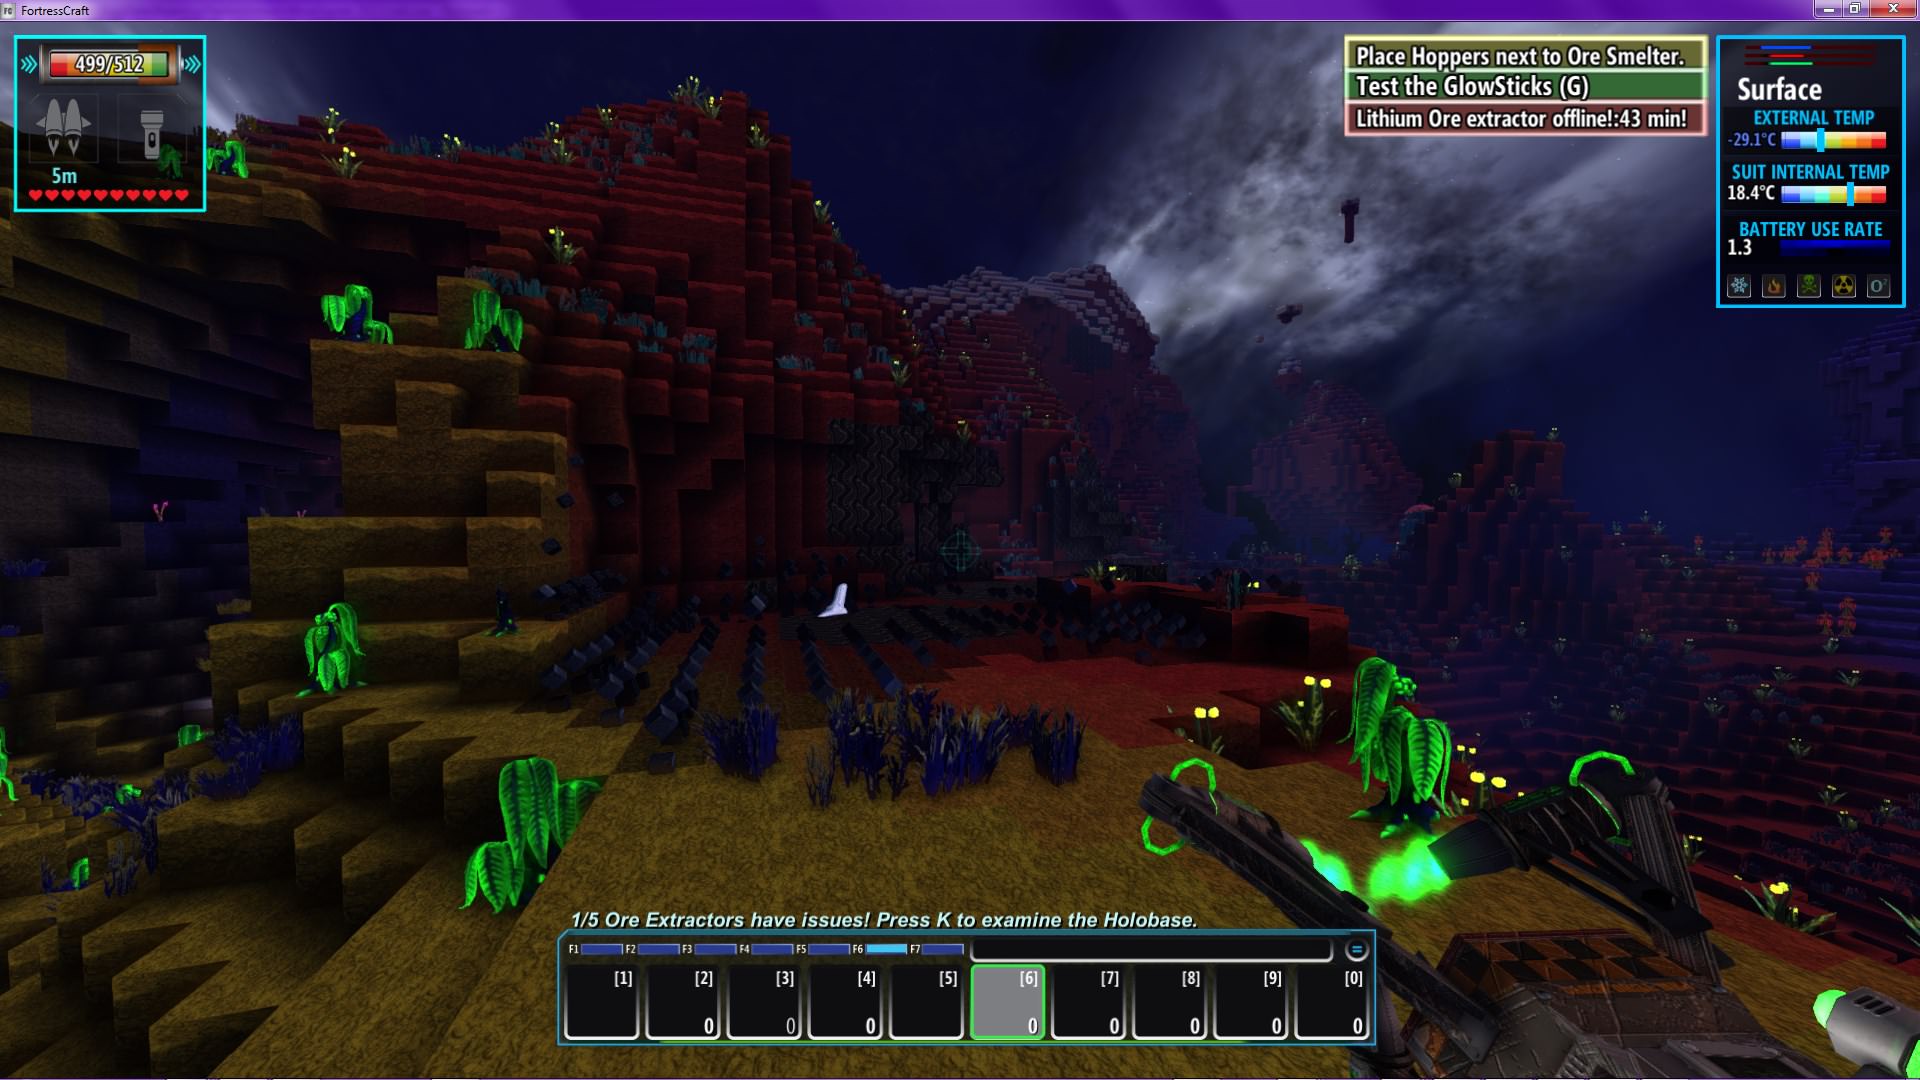 FC FortressCraft
499/512
5m
Place Hoppers next to Ore Smelter.
Test the GlowSticks (G)
Lithium Ore extractor offline!:43 min!
Surface
EXTERNAL TEMP
-29.1°C
SUIT INTERNAL TEMP
18.4°C
BATTERY USE RATE
1.3
O²
1/5 Ore Extractors have issues! Press K to examine the Holobase.
F1 F2 F3 F4 F5 F6 F7
[1] [2] [3] [4] [5] [6] [7] [8] [9] [0]
0 0 0 0 0 0 0 0